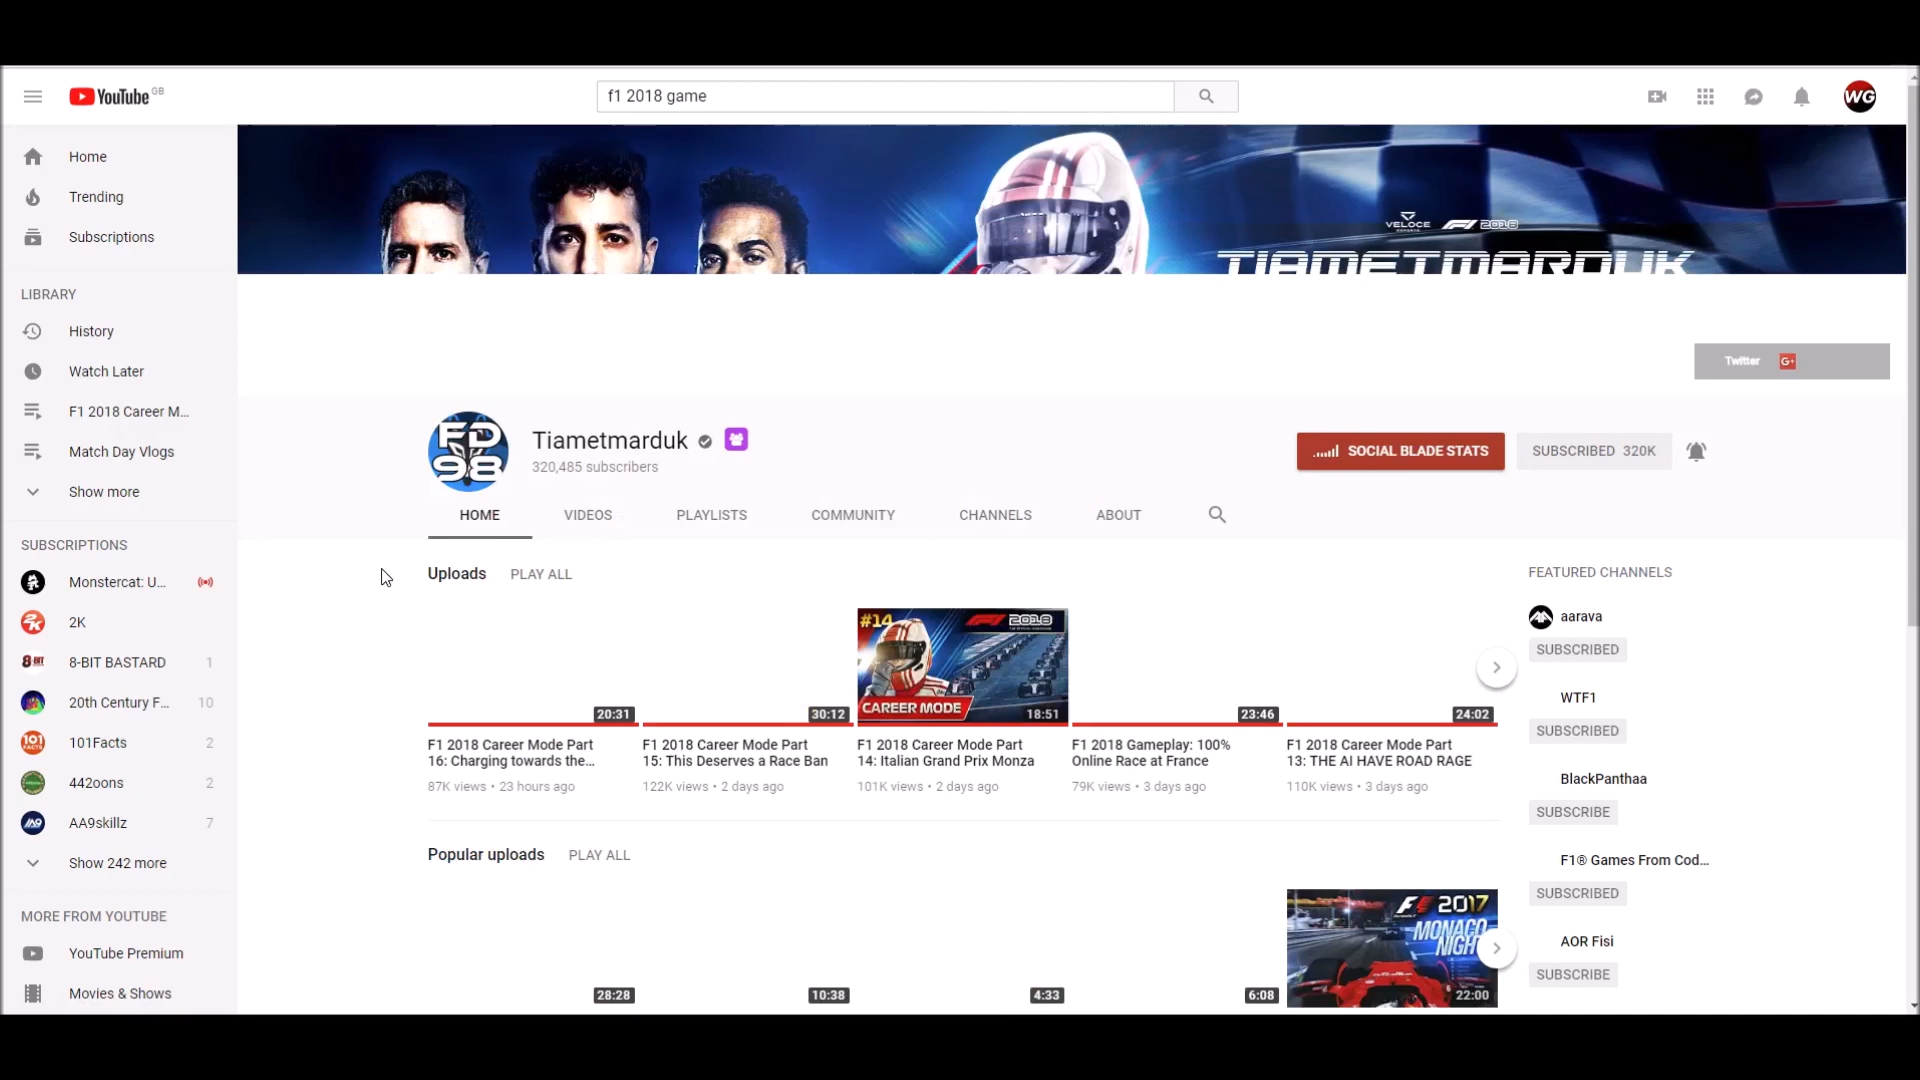 YouTube GB
f1 2018 game
WG
Home
Trending
Subscriptions
LIBRARY
History
Watch Later
F1 2018 Career M...
Match Day Vlogs
Show more
SUBSCRIPTIONS
Monstercat: U...
2K
8-BIT BASTARD 1
20th Century F... 10
101Facts 2
442oons 2
AA9skillz 7
Show 242 more
MORE FROM YOUTUBE
YouTube Premium
Movies & Shows
VELOCE F1 2018
TIAMETMARDUK
Twitter G+
FD
98
Tiametmarduk
320,485 subscribers
SOCIAL BLADE STATS
SUBSCRIBED 320K
HOME VIDEOS PLAYLISTS COMMUNITY CHANNELS ABOUT
Uploads PLAY ALL
20:31
F1 2018 Career Mode Part
16: Charging towards the...
87K views • 23 hours ago
30:12
F1 2018 Career Mode Part
15: This Deserves a Race Ban
122K views • 2 days ago
#14 F1 2018
CAREER MODE 18:51
F1 2018 Career Mode Part
14: Italian Grand Prix Monza
101K views • 2 days ago
23:46
F1 2018 Gameplay: 100%
Online Race at France
79K views • 3 days ago
24:02
F1 2018 Career Mode Part
13: THE AI HAVE ROAD RAGE
110K views • 3 days ago
Popular uploads PLAY ALL
28:28
10:38
4:33
6:08
F1 2017
MONACO
NIGHT
22:00
FEATURED CHANNELS
aarava
SUBSCRIBED
WTF1
SUBSCRIBED
BlackPanthaa
SUBSCRIBE
F1® Games From Cod...
SUBSCRIBED
AOR Fisi
SUBSCRIBE